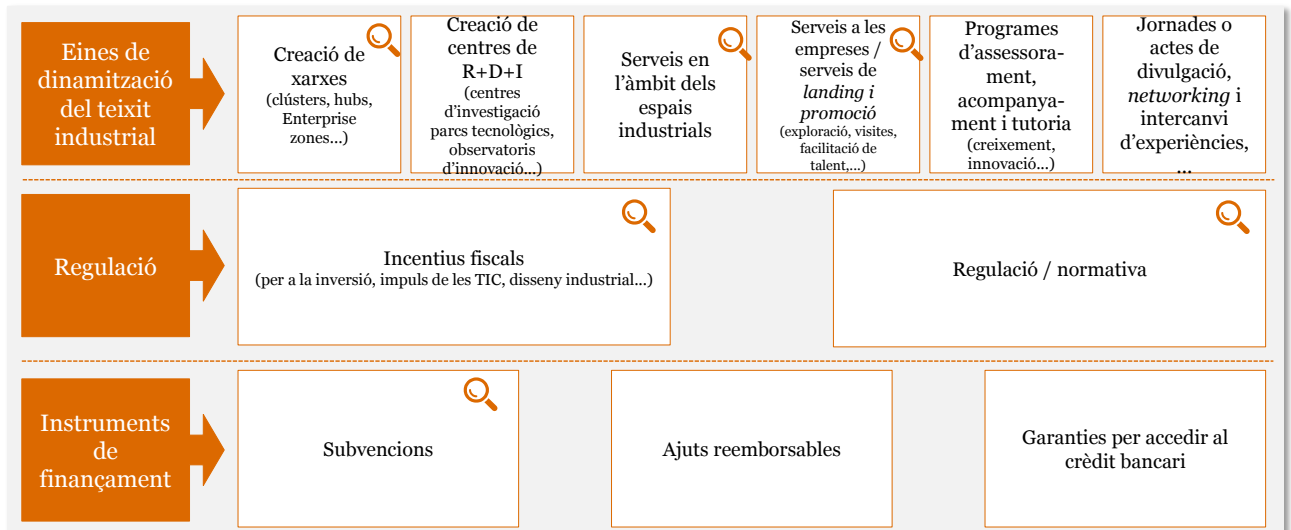 Eines de
dinamització
del teixit
industrial
Creació de
xarxes
(clústers, hubs,
Enterprise
zones...)
Creació de
centres de
R+D+I
(centres
d'investigació
parcs tecnològics,
observatoris
d'innovació...)
Serveis en
l'àmbit dels
espais
industrials
Serveis a les
empreses /
serveis de
landing i
promoció
(exploració, visites,
facilitació de
talent,...)
Programes
d'assessora-
ment,
acompanya-
ment i tutoria
(creixement,
innovació...)
Jornades o
actes de
divulgació,
networking i
intercanvi
d'experiències,
...
Regulació
Incentius fiscals
(per a la inversió, impuls de les TIC, disseny industrial...)
Regulació / normativa
Instruments
de
finançament
Subvencions
Ajuts reemborsables
Garanties per accedir al
crèdit bancari